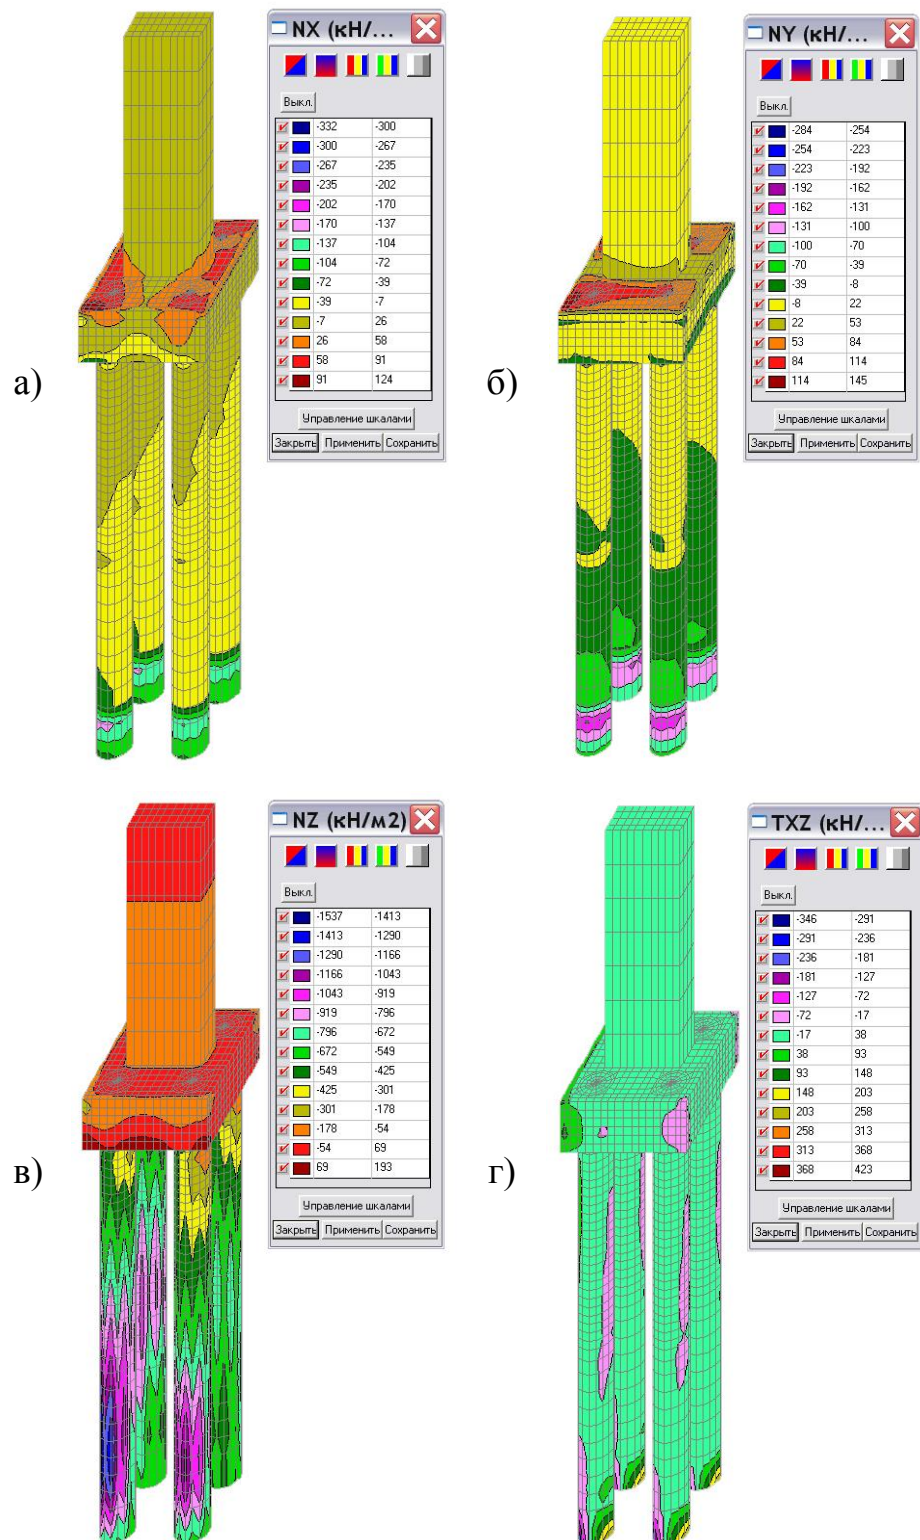 NX (кН/...
Выкл.
-332 -300
-300 -267
-267 -235
-235 -202
-202 -170
-170 -137
-137 -104
-104 -72
-72 -39
-39 -7
-7 26
26 58
58 91
91 124
Управление шкалами
Закрыть Применить Сохранить
а)
NY (кН/...
Выкл.
-284 -254
-254 -223
-223 -192
-192 -162
-162 -131
-131 -100
-100 -70
-70 -39
-39 -8
-8 22
22 53
53 84
84 114
114 145
Управление шкалами
Закрыть Применить Сохранить
б)
NZ (кН/м2)
Выкл.
-1537 -1413
-1413 -1290
-1290 -1166
-1166 -1043
-1043 -919
-919 -796
-796 -672
-672 -549
-549 -425
-425 -301
-301 -178
-178 -54
-54 69
69 193
Управление шкалами
Закрыть Применить Сохранить
в)
TXZ (кН/...
Выкл.
-346 -291
-291 -236
-236 -181
-181 -127
-127 -72
-72 -17
-17 38
38 93
93 148
148 203
203 258
258 313
313 368
368 423
Управление шкалами
Закрыть Применить Сохранить
г)